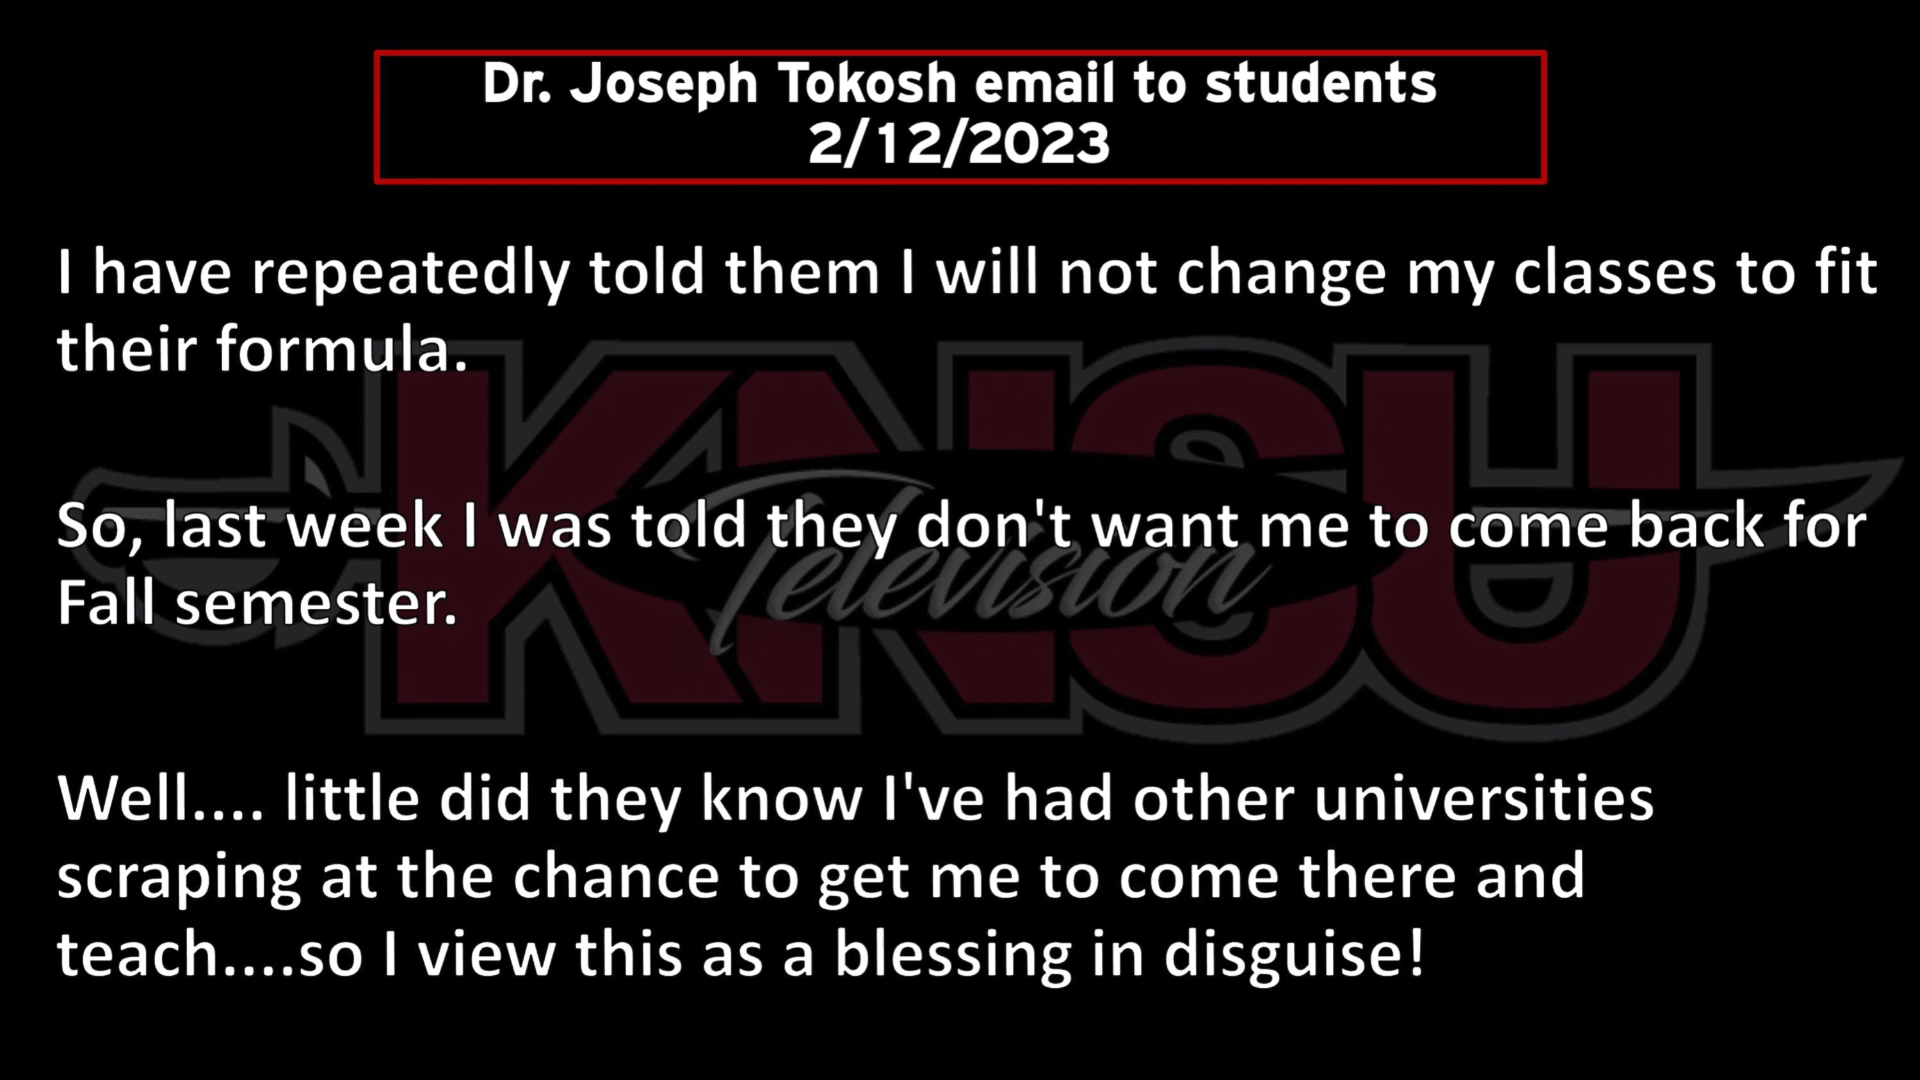 Dr. Joseph Tokosh email to students
2/12/2023
I have repeatedly told them I will not change my classes to fit
their formula.
KNSU
Television
So, last week I was told they don't want me to come back for
Fall semester.
Well.... little did they know I've had other universities
scraping at the chance to get me to come there and
teach....so I view this as a blessing in disguise!